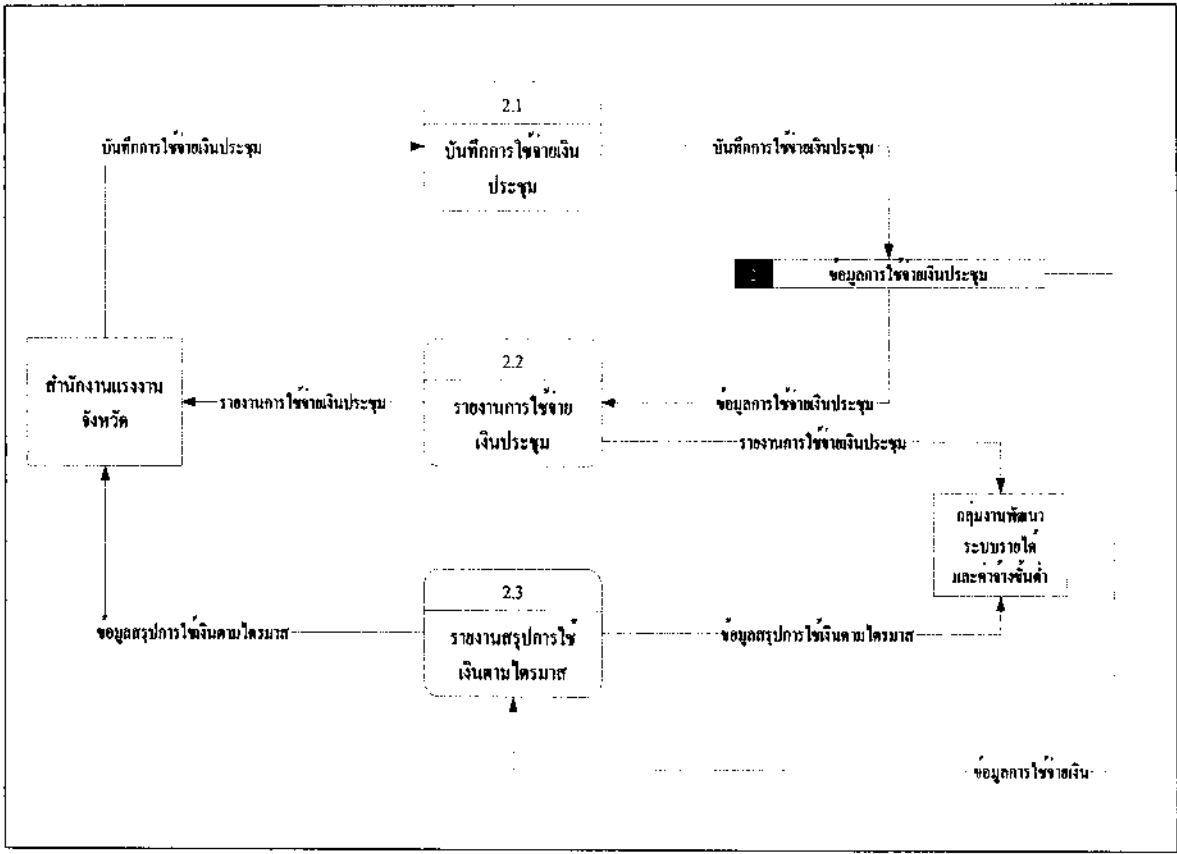 2.1
บันทึกการใช้จ่ายเงินประชุม
บันทึกการใช้จ่ายเงิน
ประชุม
บันทึกการใช้จ่ายเงินประชุม
ข้อมูลการใช้จ่ายเงินประชุม
2.2
สำนักงานแรงงาน
จังหวัด
รายงานการใช้จ่ายเงินประชุม
รายงานการใช้จ่าย
เงินประชุม
ข้อมูลการใช้จ่ายเงินประชุม
รายงานการใช้จ่ายเงินประชุม
กลุ่มงานพัฒนา
ระบบรายได้
และค่าจ้างขั้นต่ำ
2.3
ข้อมูลสรุปการใช้เงินตามไตรมาส
รายงานสรุปการใช้
เงินตามไตรมาส
ข้อมูลสรุปการใช้เงินตามไตรมาส
ข้อมูลการใช้จ่ายเงิน